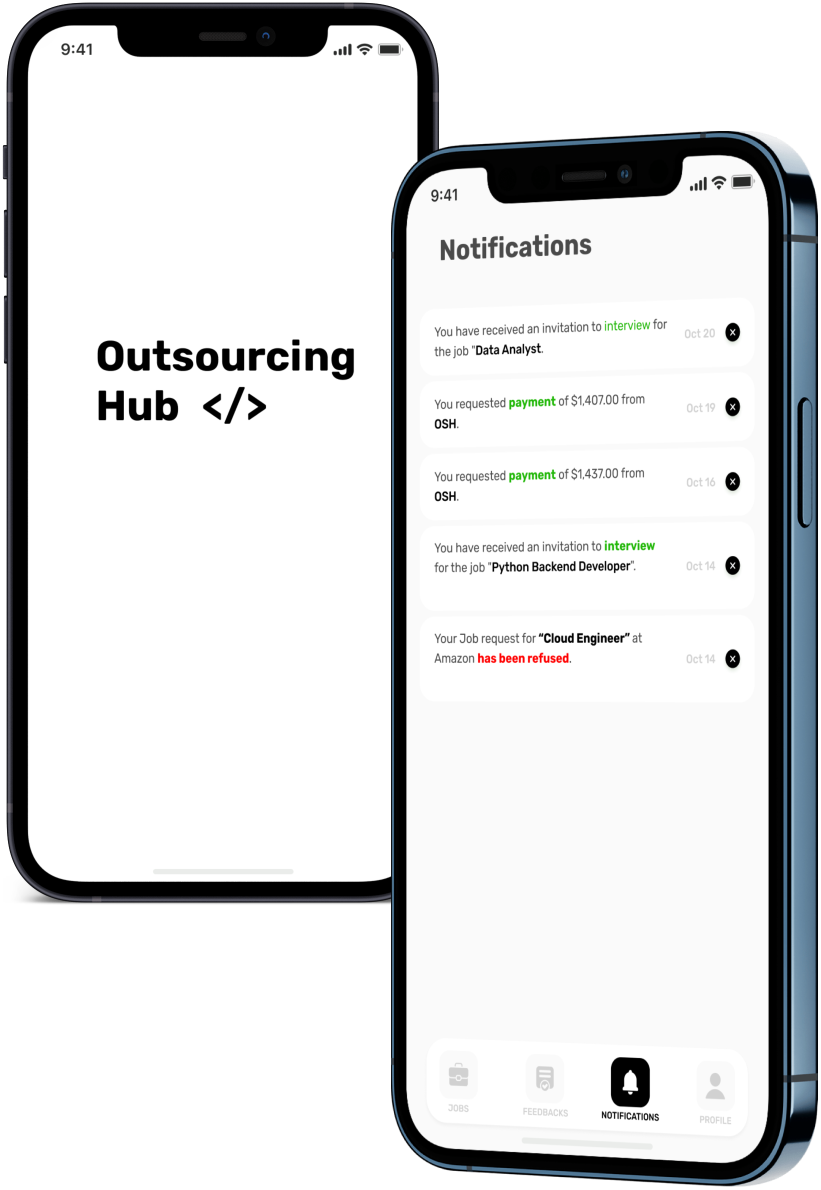 9:41
Outsourcing
Hub </>
9:41
Notifications
You have received an invitation to interview for
the job "Data Analyst.
Oct 20
You requested payment of $1,407.00 from
OSH.
Oct 19
You requested payment of $1,437.00 from
OSH.
Oct 16
You have received an invitation to interview
for the job "Python Backend Developer".
Oct 14
Your Job request for “Cloud Engineer” at
Amazon has been refused.
Oct 14
JOBS
FEEDBACKS
NOTIFICATIONS
PROFILE